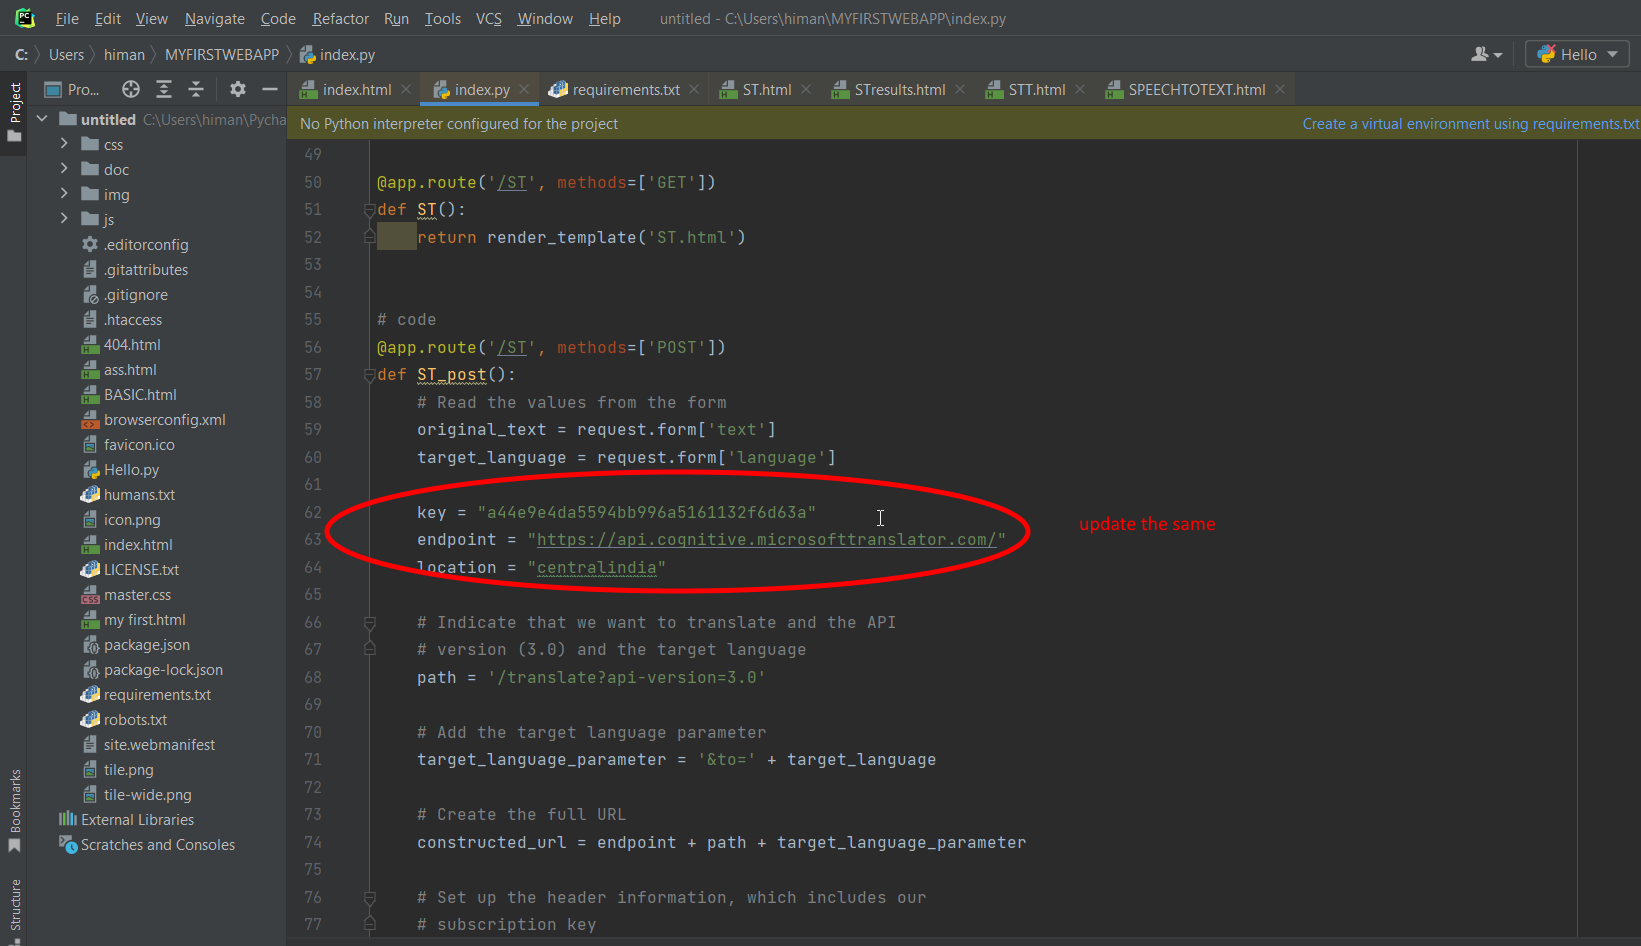 File Edit View Navigate Code Refactor Run Tools VCS Window Help untitled - C:\Users\himan\MYFIRSTWEBAPP\index.py
C: Users himan MYFIRSTWEBAPP index.py Hello
Project
Pro... index.html index.py requirements.txt ST.html STresults.html STT.html SPEECHTOTEXT.html
No Python interpreter configured for the project Create a virtual environment using requirements.txt
untitled C:\Users\himan\Pycha
css
doc
img
js
.editorconfig
.gitattributes
.gitignore
.htaccess
404.html
ass.html
BASIC.html
browserconfig.xml
favicon.ico
Hello.py
humans.txt
icon.png
index.html
LICENSE.txt
master.css
my first.html
package.json
package-lock.json
requirements.txt
robots.txt
site.webmanifest
tile.png
tile-wide.png
External Libraries
Scratches and Consoles
Bookmarks
Structure
49
50 @app.route('/ST', methods=['GET'])
51 def ST():
52 return render_template('ST.html')
53
54
55 # code
56 @app.route('/ST', methods=['POST'])
57 def ST_post():
58 # Read the values from the form
59 original_text = request.form['text']
60 target_language = request.form['language']
61
62 key = "a44e9e4da5594bb996a5161132f6d63a"
63 endpoint = "https://api.cognitive.microsofttranslator.com/"
64 location = "centralindia"
65
66 # Indicate that we want to translate and the API
67 # version (3.0) and the target language
68 path = '/translate?api-version=3.0'
69
70 # Add the target language parameter
71 target_language_parameter = '&to=' + target_language
72
73 # Create the full URL
74 constructed_url = endpoint + path + target_language_parameter
75
76 # Set up the header information, which includes our
77 # subscription key
update the same